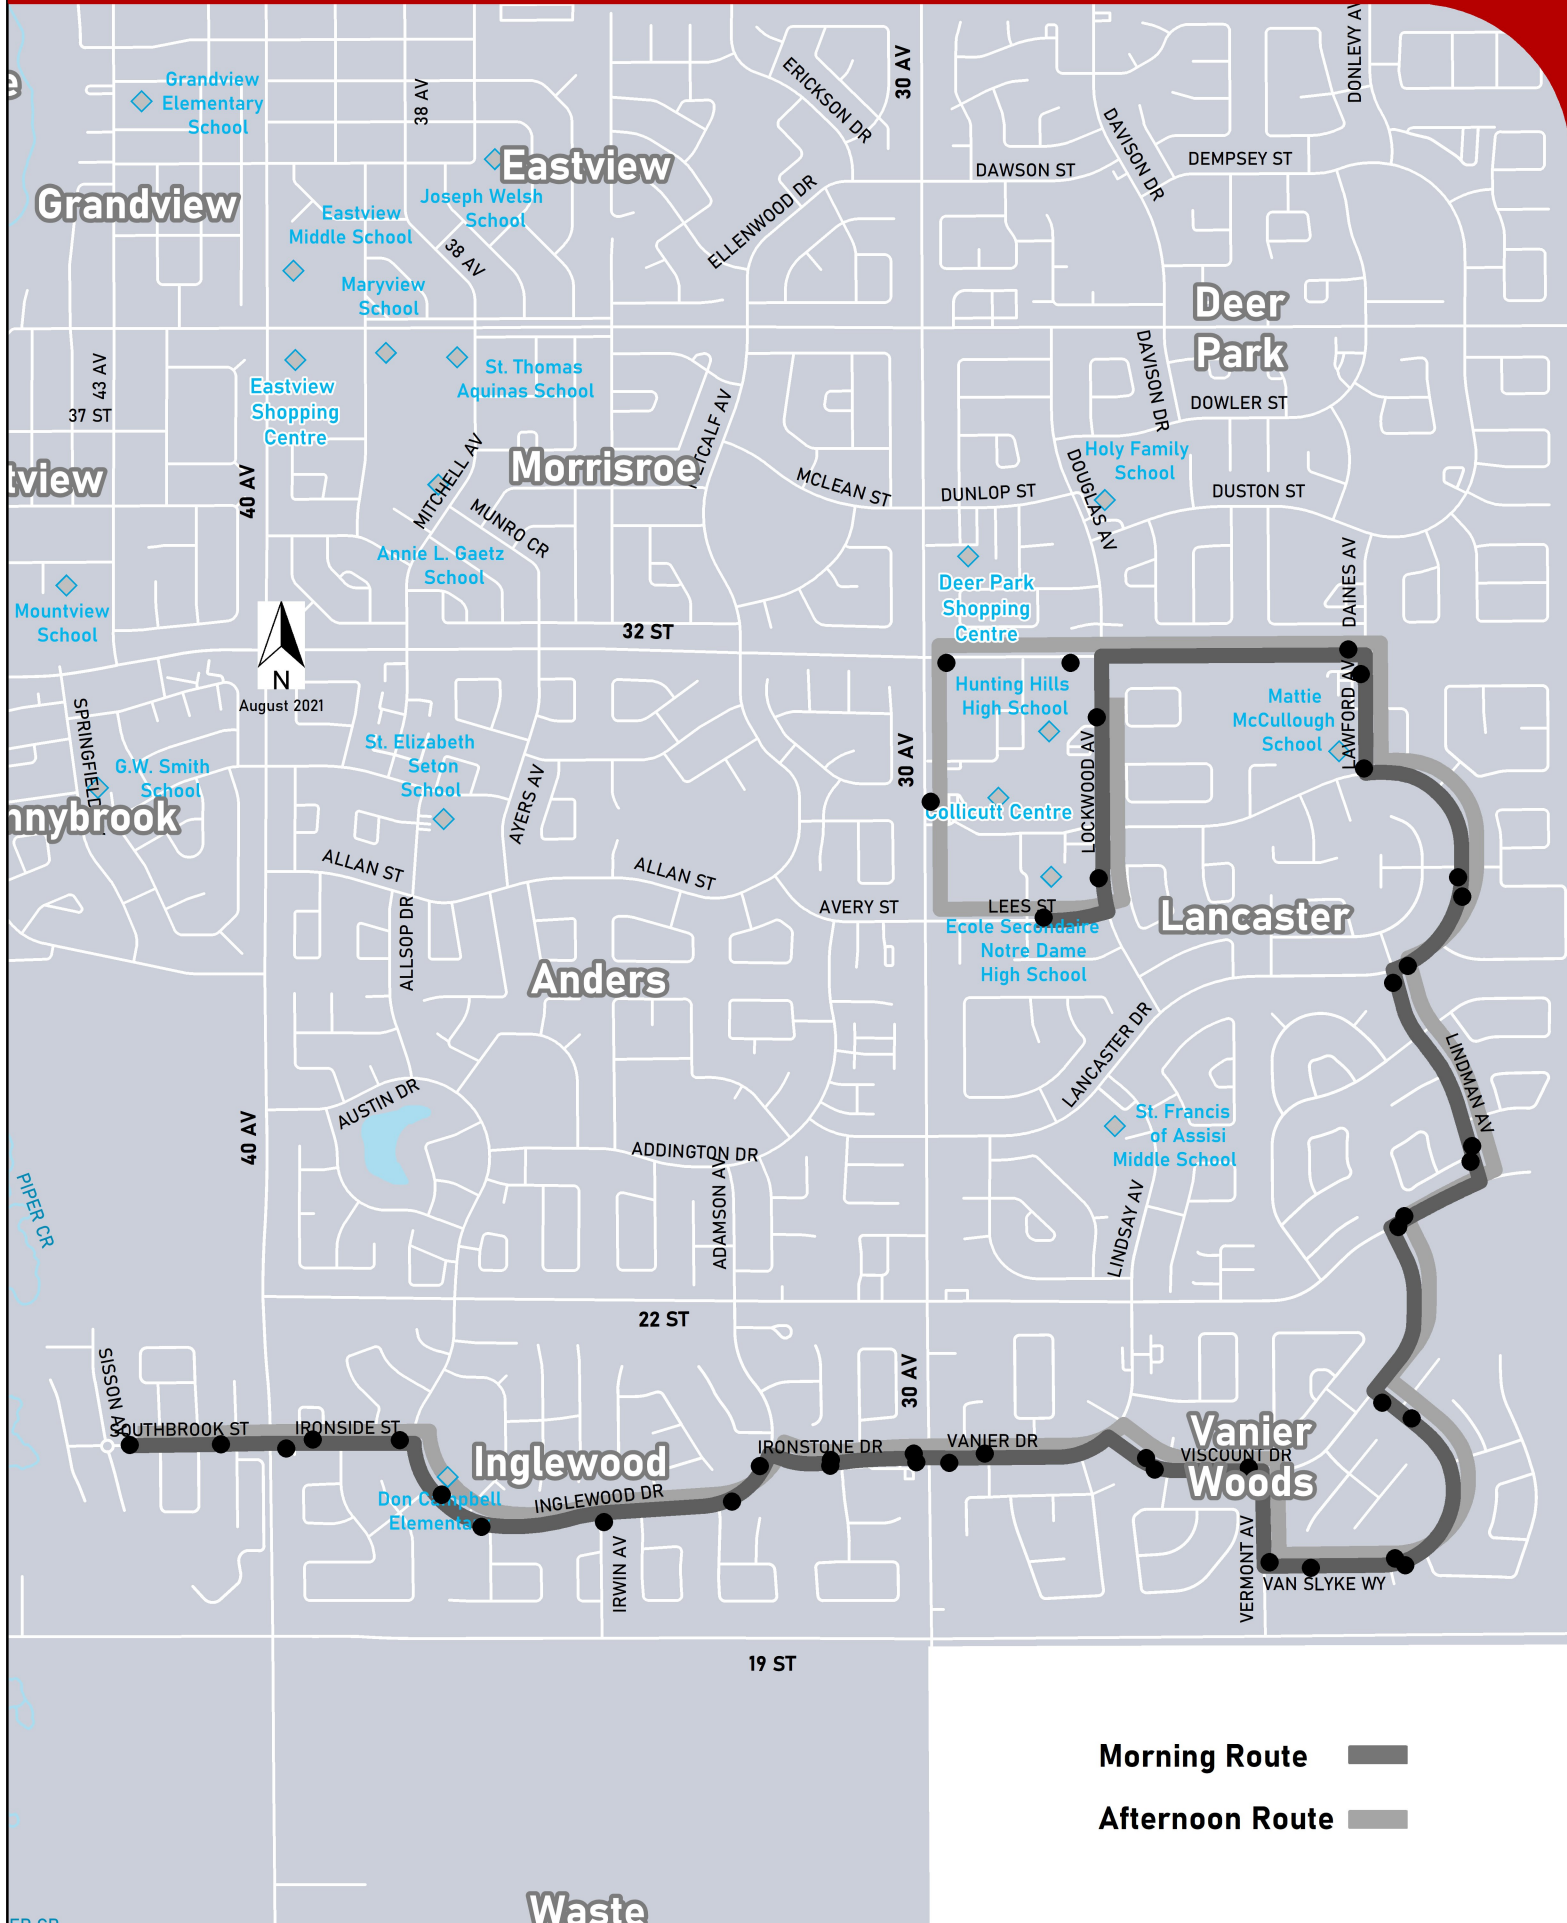 Grandview
Elementary
School
38 AV
30 AV
ERICKSON DR
DONLEVY AV
DAVISON DR
DAWSON ST
DEMPSEY ST
Eastview
Joseph Welsh
School
Grandview
Eastview
Middle School
38 AV
ELLENWOOD DR
Maryview
School
Deer
Park
43 AV
37 ST
Eastview
Shopping
Centre
St. Thomas
Aquinas School
METCALF AV
DAVISON DR
DOWLER ST
Holy Family
School
tview
40 AV
MITCHELL AV
Morrisroe
MUNRO CR
MCLEAN ST
DUNLOP ST
DOUGLAS AV
DUSTON ST
Annie L. Gaetz
School
Deer Park
Shopping
Centre
DAINES AV
Mountview
School
32 ST
N
August 2021
SPRINGFIELD
G.W. Smith
School
nnybrook
St. Elizabeth
Seton
School
AYERS AV
30 AV
Hunting Hills
High School
LOCKWOOD AV
Collicutt Centre
Mattie
McCullough
School
LAWFORD AV
ALLAN ST
ALLAN ST
AVERY ST
LEES ST
Ecole Secondaire
Notre Dame
High School
Lancaster
ALLSOP DR
Anders
LANCASTER DR
LINDMAN AV
AUSTIN DR
40 AV
ADDINGTON DR
ADAMSON AV
St. Francis
of Assisi
Middle School
LINDSAY AV
PIPER CR
22 ST
SISSON AV
SOUTHBROOK ST
IRONSIDE ST
Inglewood
Don Campbell
Elementa
INGLEWOOD DR
IRWIN AV
IRONSTONE DR
30 AV
VANIER DR
Vanier
Woods
VISCOUNT DR
VERMONT AV
VAN SLYKE WY
19 ST
Morning Route
Afternoon Route
Waste